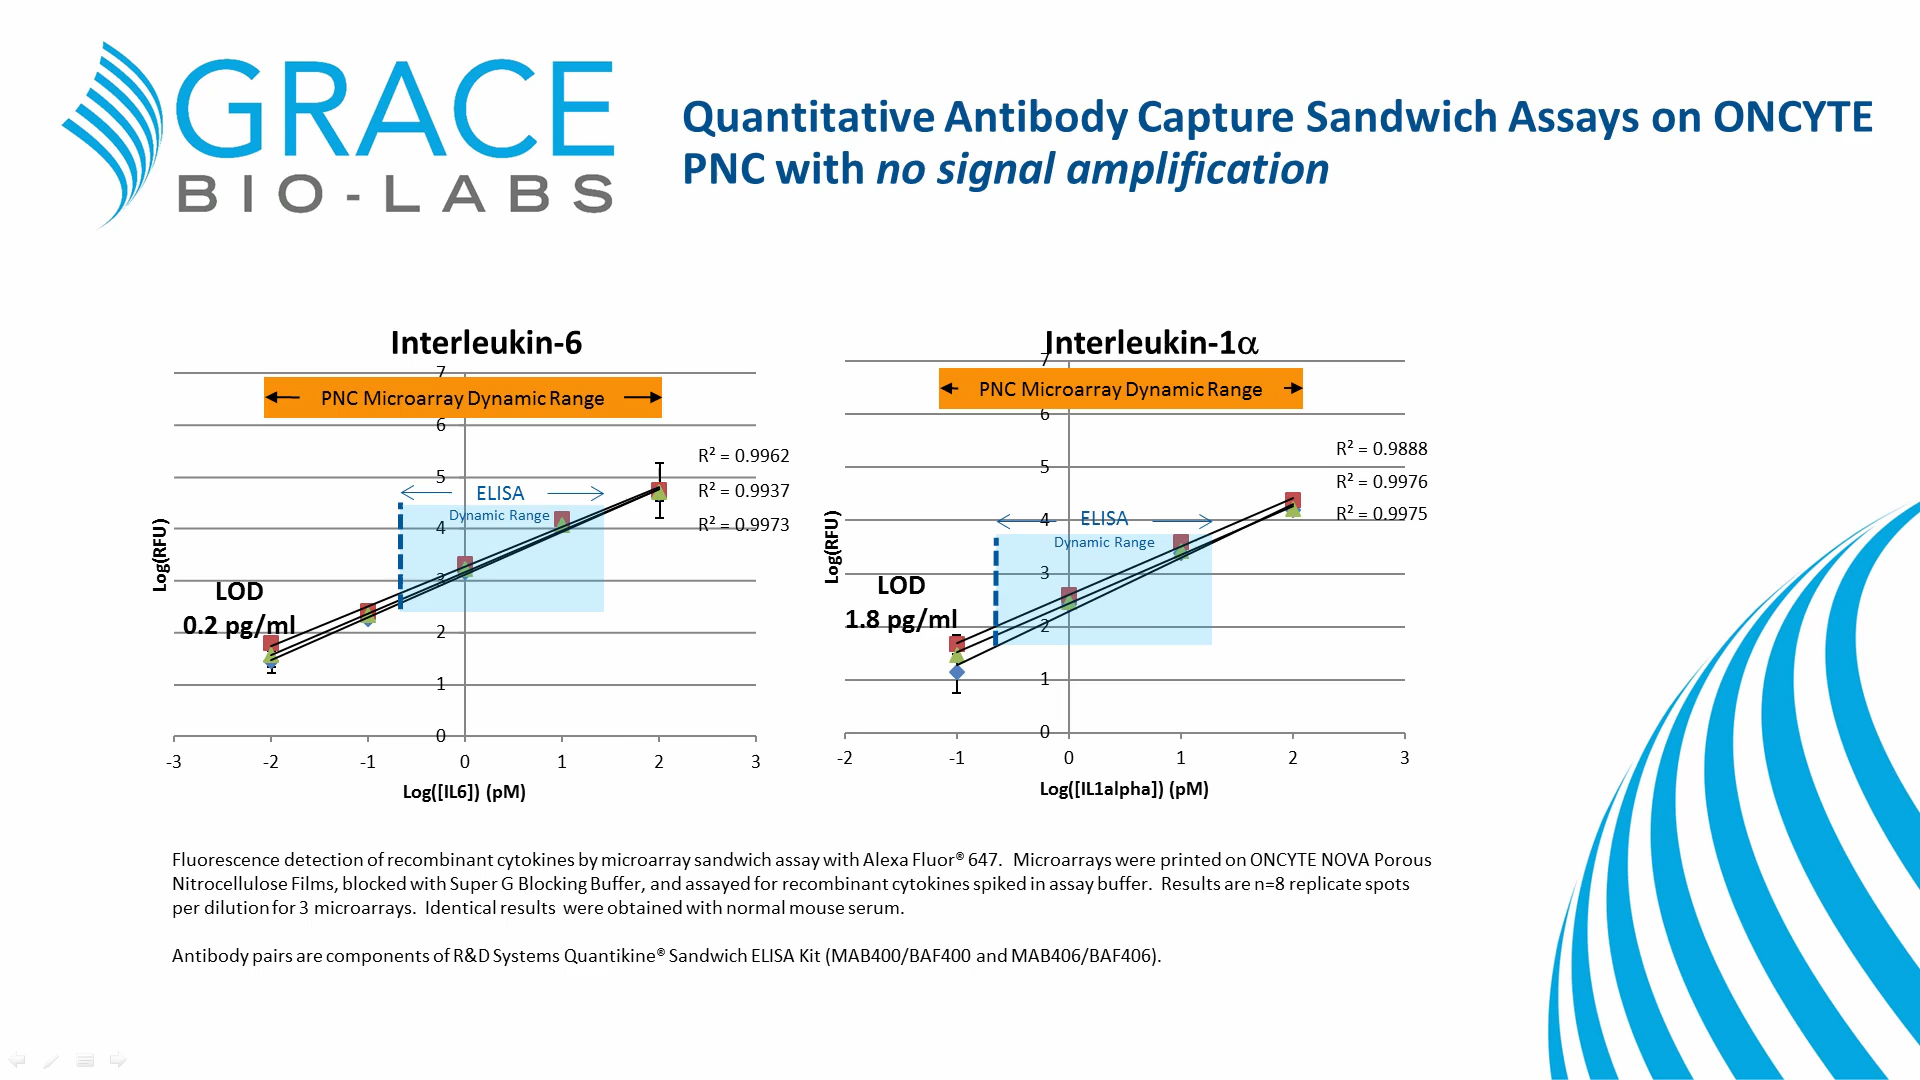 GRACE
BIO-LABS
Quantitative Antibody Capture Sandwich Assays on ONCYTE
PNC with no signal amplification
Interleukin-6
7
PNC Microarray Dynamic Range
6
5
4
3
2
1
0
ELISA
Dynamic Range
R² = 0.9962
R² = 0.9937
R² = 0.9973
Log(RFU)
LOD
0.2 pg/ml
-3 -2 -1 0 1 2 3
Log([IL6]) (pM)
Interleukin-1α
7
PNC Microarray Dynamic Range
6
5
4
3
2
1
0
ELISA
Dynamic Range
R² = 0.9888
R² = 0.9976
R² = 0.9975
Log(RFU)
LOD
1.8 pg/ml
-2 -1 0 1 2 3
Log([IL1alpha]) (pM)
Fluorescence detection of recombinant cytokines by microarray sandwich assay with Alexa Fluor® 647. Microarrays were printed on ONCYTE NOVA Porous
Nitrocellulose Films, blocked with Super G Blocking Buffer, and assayed for recombinant cytokines spiked in assay buffer. Results are n=8 replicate spots
per dilution for 3 microarrays. Identical results were obtained with normal mouse serum.
Antibody pairs are components of R&D Systems Quantikine® Sandwich ELISA Kit (MAB400/BAF400 and MAB406/BAF406).